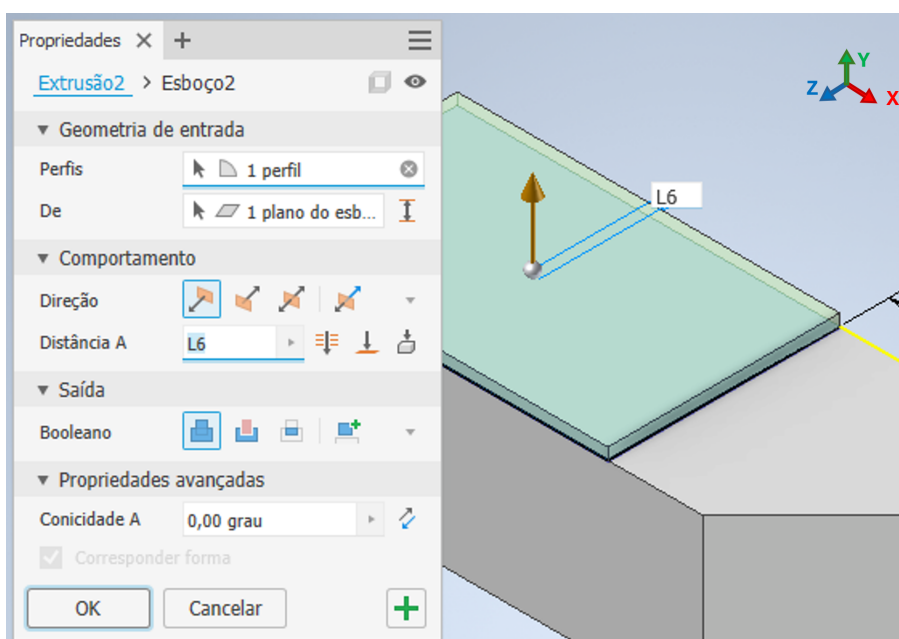 Propriedades
Extrusão2 > Esboço2
Geometria de entrada
Perfis 1 perfil
De 1 plano do esb...
Comportamento
Direção
Distância A L6
Saída
Booleano
Propriedades avançadas
Conicidade A 0,00 grau
Corresponder forma
OK Cancelar
L6
Y
Z
X